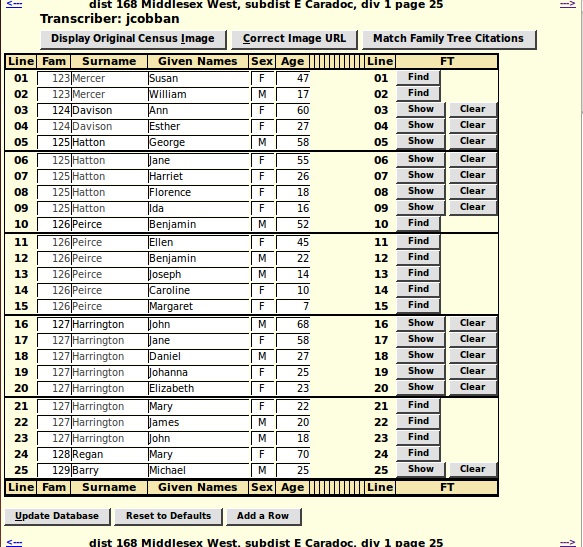 <--- dist 168 Middlesex West, subdist E Caradoc, div 1 page 25 --->
Transcriber: jcobban
Display Original Census Image Correct Image URL Match Family Tree Citations
Line Fam Surname Given Names Sex Age Line FT
01 123 Mercer Susan F 47 01 Find
02 123 Mercer William M 17 02 Find
03 124 Davison Ann F 60 03 Show Clear
04 124 Davison Esther F 27 04 Show Clear
05 125 Hatton George M 58 05 Show Clear
06 125 Hatton Jane F 55 06 Show Clear
07 125 Hatton Harriet F 26 07 Show Clear
08 125 Hatton Florence F 18 08 Show Clear
09 125 Hatton Ida F 16 09 Show Clear
10 126 Peirce Benjamin M 52 10 Find
11 126 Peirce Ellen F 45 11 Find
12 126 Peirce Benjamin M 22 12 Find
13 126 Peirce Joseph M 14 13 Find
14 126 Peirce Caroline F 10 14 Find
15 126 Peirce Margaret F 7 15 Find
16 127 Harrington John M 68 16 Show Clear
17 127 Harrington Jane F 58 17 Show Clear
18 127 Harrington Daniel M 27 18 Show Clear
19 127 Harrington Johanna F 25 19 Show Clear
20 127 Harrington Elizabeth F 23 20 Show Clear
21 127 Harrington Mary F 22 21 Find
22 127 Harrington James M 20 22 Find
23 127 Harrington John M 18 23 Find
24 128 Regan Mary F 70 24 Find
25 129 Barry Michael M 25 25 Show Clear
Line Fam Surname Given Names Sex Age Line FT
Update Database Reset to Defaults Add a Row
<--- dist 168 Middlesex West, subdist E Caradoc, div 1 page 25 --->